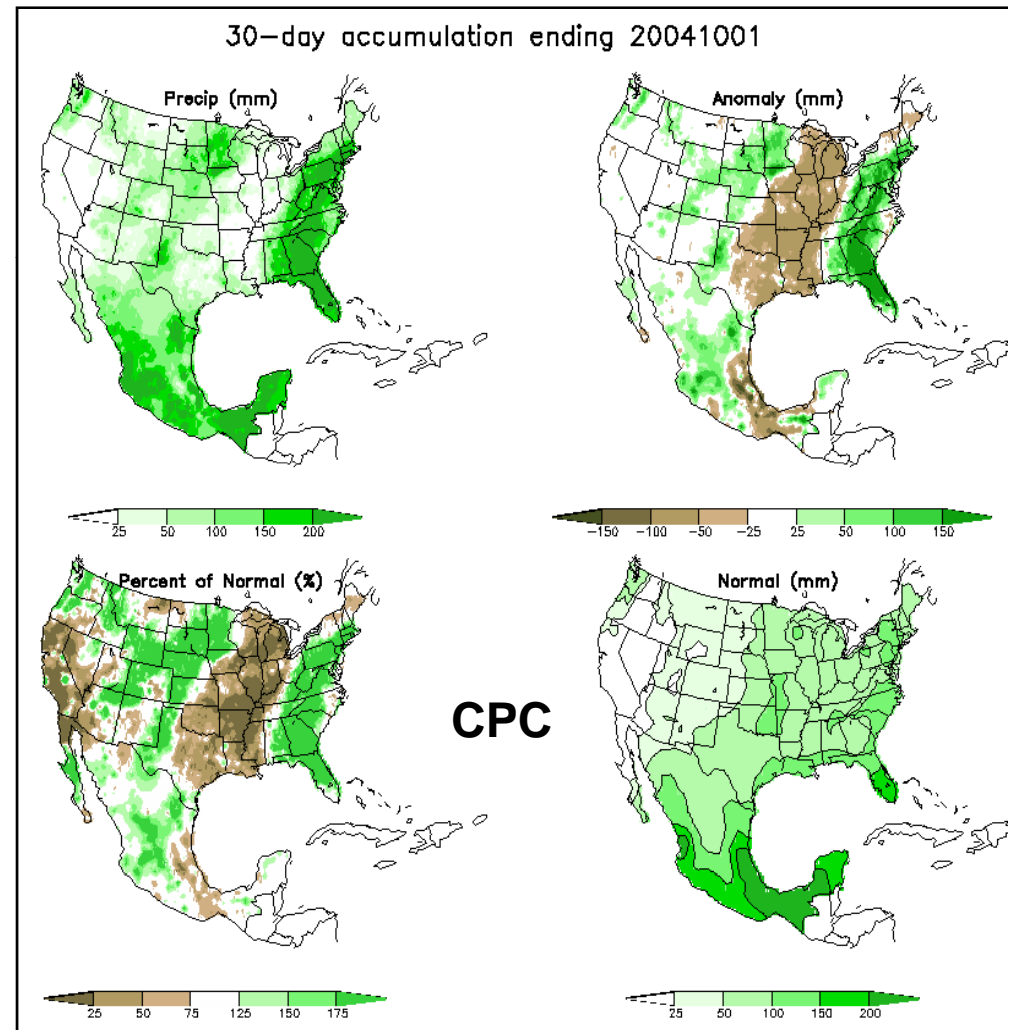 30-day accumulation ending 20041001
Precip (mm)
Anomaly (mm)
25 50 100 150 200
-150 -100 -50 -25 25 50 100 150
Percent of Normal (%)
Normal (mm)
CPC
25 50 75 125 150 175
25 50 100 150 200